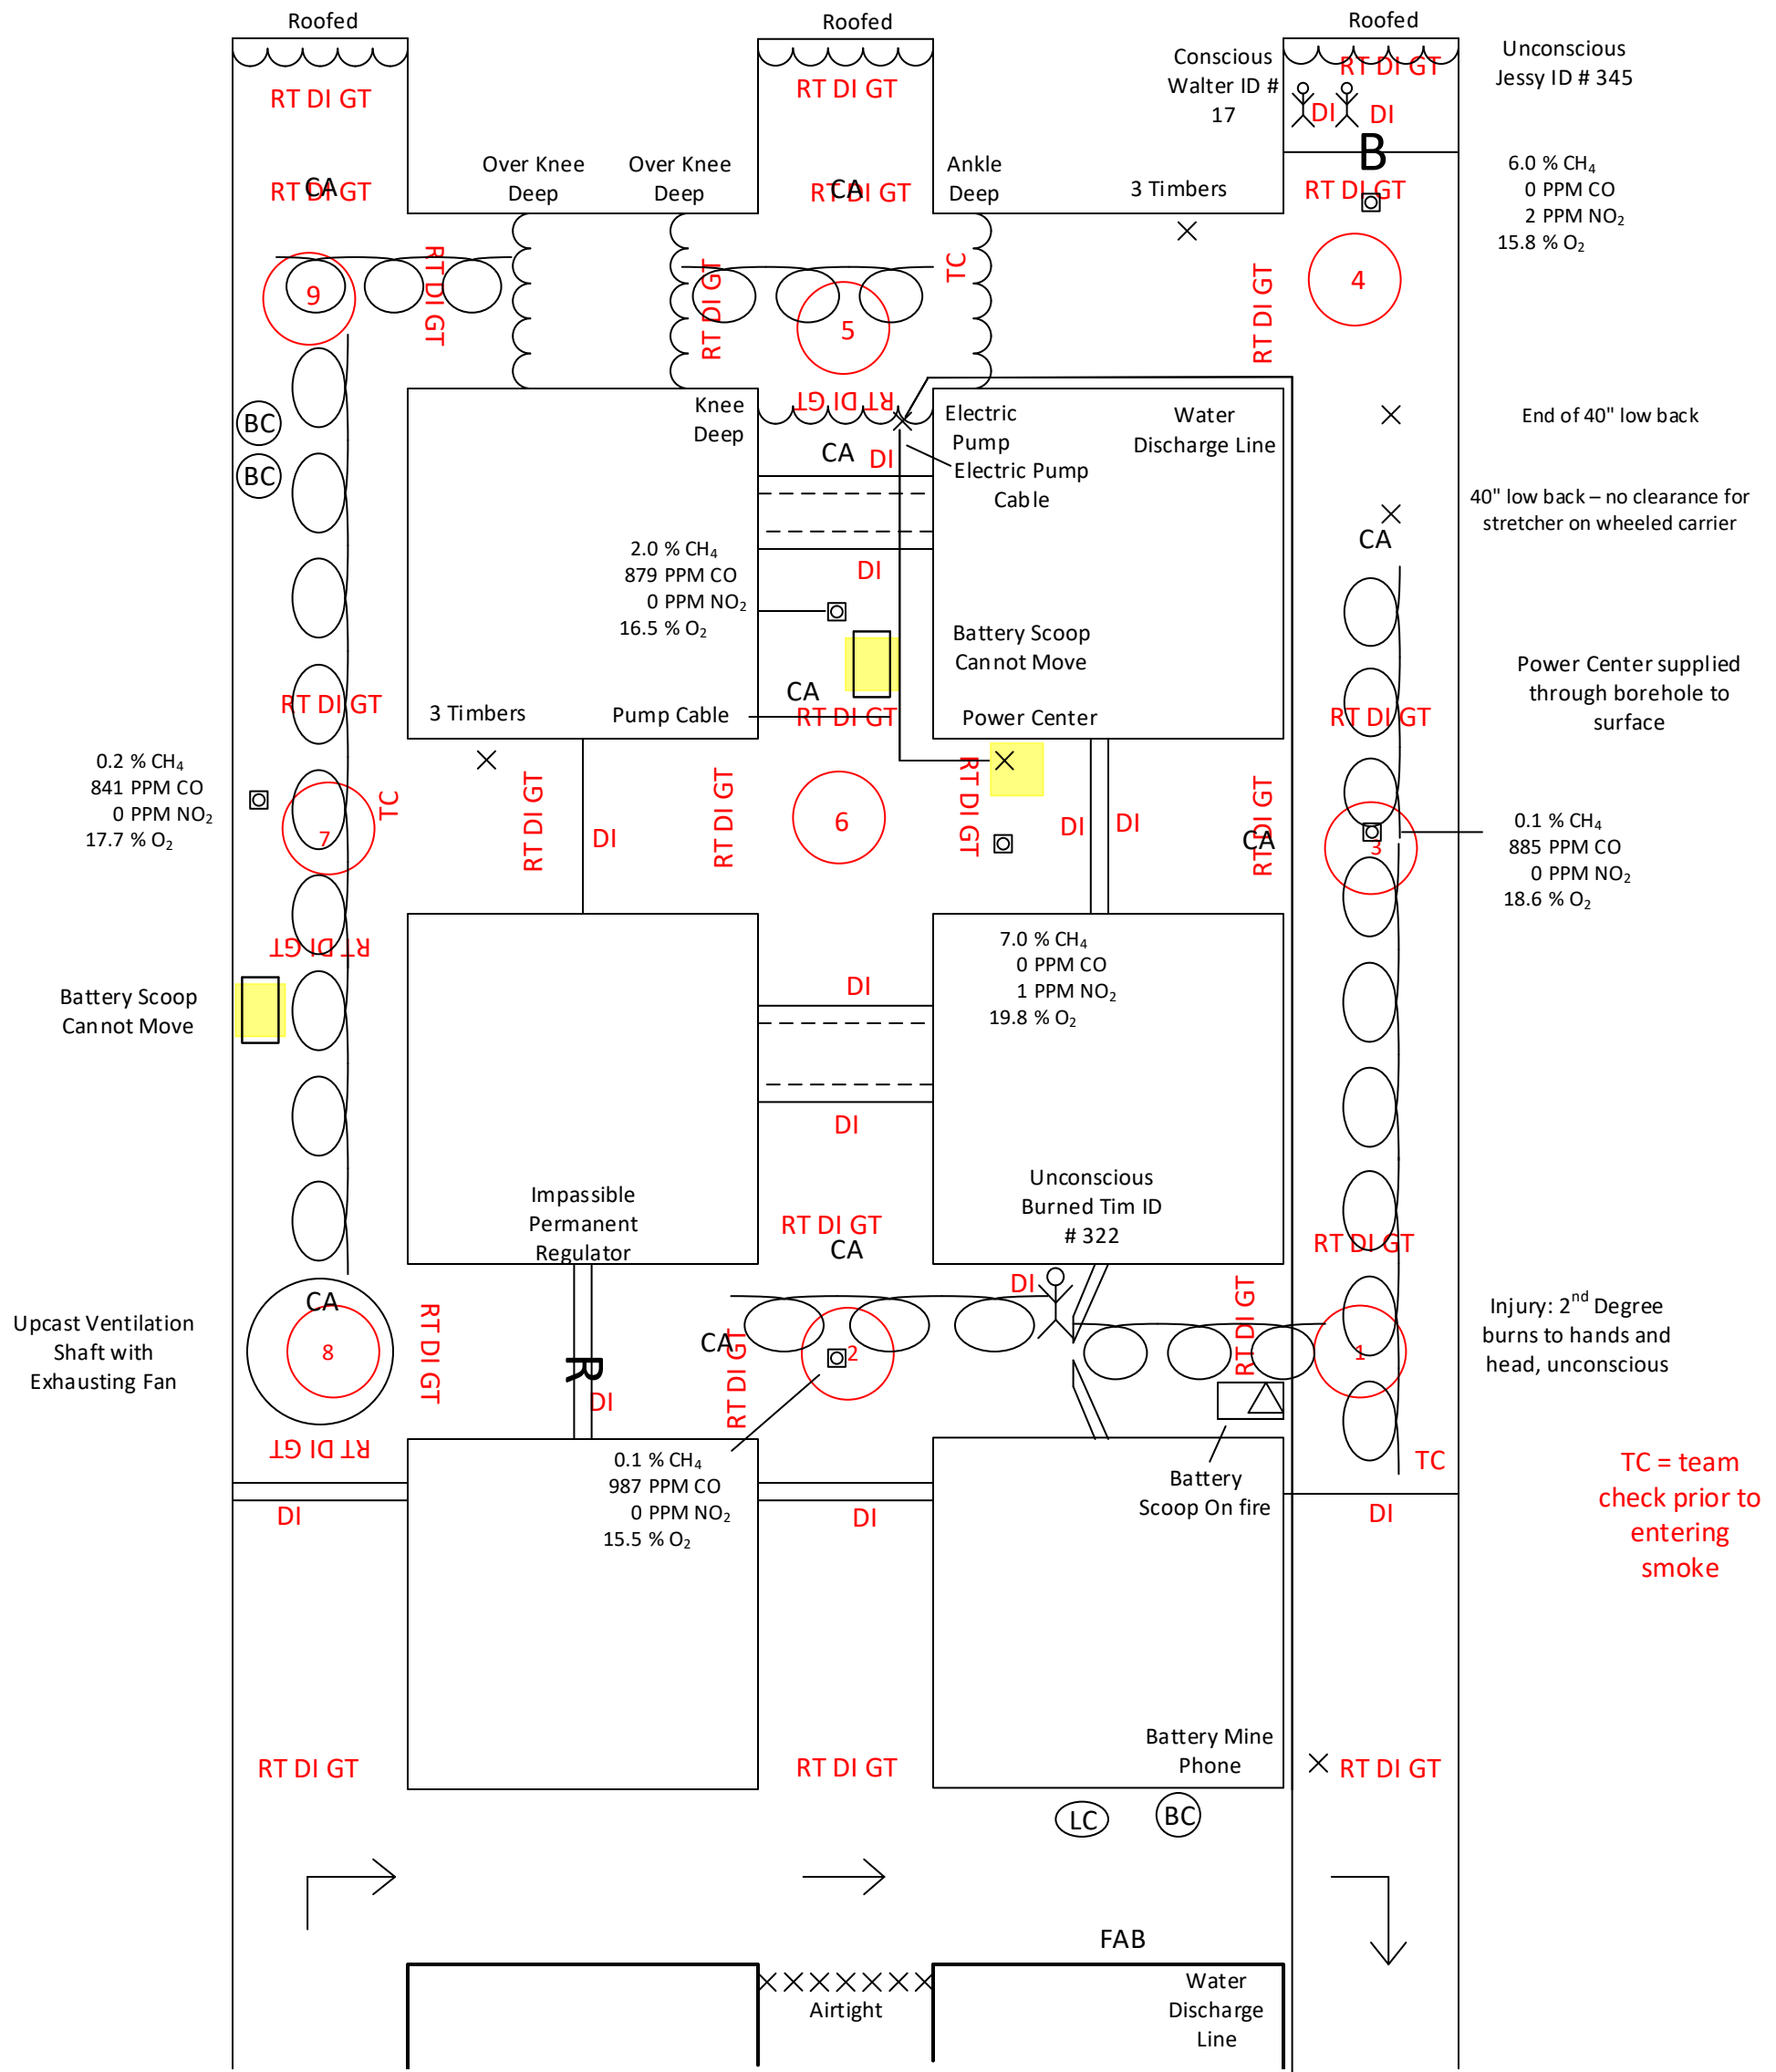 Roofed
Roofed
Roofed
RT DI GT
RT DI GT
RT DI GT
Conscious
Walter ID #
17
Unconscious
Jessy ID # 345
DI
DI
B
Over Knee
Deep
Over Knee
Deep
Ankle
Deep
3 Timbers
RT DI GT
CA
RT DI GT
CA
RT DI GT
6.0 % CH₄
0 PPM CO
2 PPM NO₂
15.8 % O₂
9
RT DI GT
RT DI GT
5
TC
RT DI GT
4
RT DI GT
BC
BC
Knee
Deep
CA
DI
Electric
Pump
Electric Pump
Cable
Water
Discharge Line
End of 40" low back
40" low back – no clearance for
stretcher on wheeled carrier
CA
2.0 % CH₄
879 PPM CO
0 PPM NO₂
16.5 % O₂
DI
Battery Scoop
Cannot Move
Power Center supplied
through borehole to
surface
RT DI GT
3 Timbers
Pump Cable
CA
RT DI GT
Power Center
RT DI GT
0.2 % CH₄
841 PPM CO
0 PPM NO₂
17.7 % O₂
7
TC
RT DI GT
DI
RT DI GT
6
RT DI GT
DI
DI
RT DI GT
CA
3
0.1 % CH₄
885 PPM CO
0 PPM NO₂
18.6 % O₂
RT DI GT
Battery Scoop
Cannot Move
DI
7.0 % CH₄
0 PPM CO
1 PPM NO₂
19.8 % O₂
DI
Impassible
Permanent
Regulator
RT DI GT
CA
Unconscious
Burned Tim ID
# 322
RT DI GT
Upcast Ventilation
Shaft with
Exhausting Fan
CA
8
RT DI GT
R
DI
CA
RT DI GT
2
DI
RT DI GT
1
Injury: 2nd Degree
burns to hands and
head, unconscious
RT DI GT
DI
0.1 % CH₄
987 PPM CO
0 PPM NO₂
15.5 % O₂
DI
Battery
Scoop On fire
TC
DI
TC = team
check prior to
entering
smoke
RT DI GT
RT DI GT
Battery Mine
Phone
RT DI GT
LC
BC
FAB
Airtight
Water
Discharge
Line